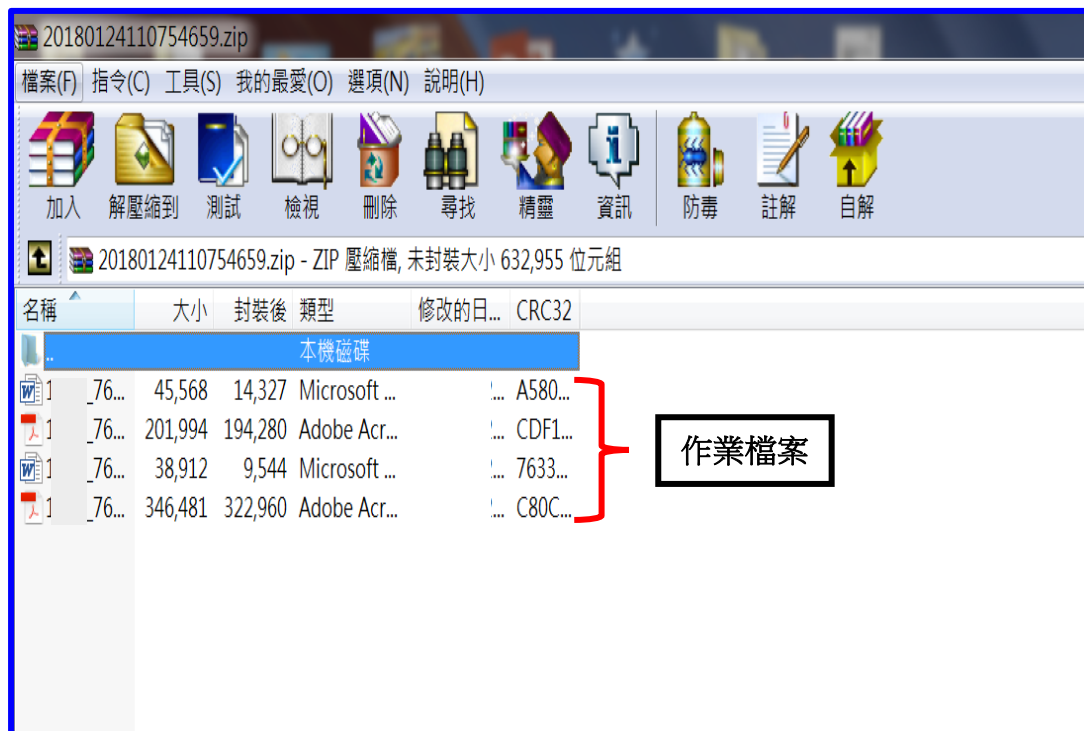 20180124110754659.zip
檔案(F) 指令(C) 工具(S) 我的最愛(O) 選項(N) 說明(H)
加入 解壓縮到 測試 檢視 刪除 尋找 精靈 資訊 防毒 註解 自解
20180124110754659.zip - ZIP 壓縮檔, 未封裝大小 632,955 位元組
名稱 大小 封裝後 類型 修改的日... CRC32
.. 本機磁碟
1 _76... 45,568 14,327 Microsoft ... ... A580...
1 _76... 201,994 194,280 Adobe Acr... ... CDF1...
作業檔案
1 _76... 38,912 9,544 Microsoft ... ... 7633...
1 _76... 346,481 322,960 Adobe Acr... ... C80C...